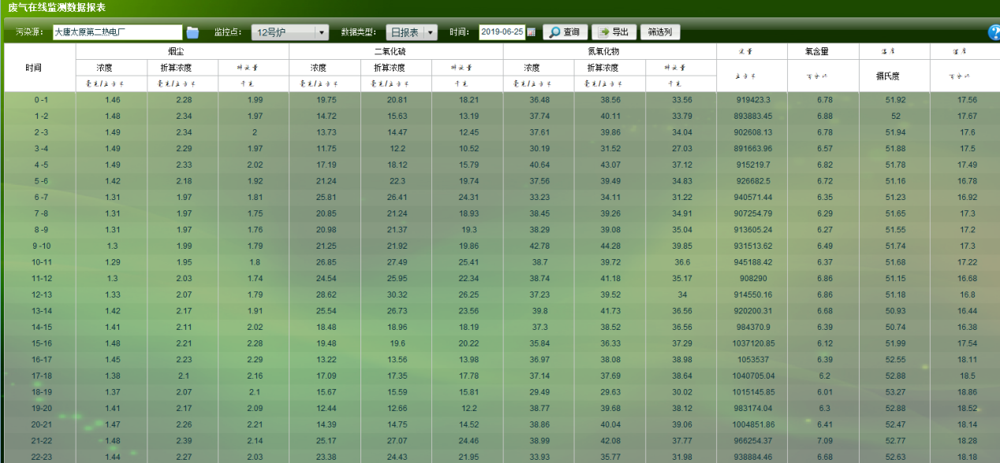 废气在线监测数据报表
污染源: 大唐太原第二热电厂 监控点: 12号炉 数据类型: 日报表 时间: 2019-06-25 查询 导出 筛选列
时间 烟尘 二氧化硫 氮氧化物 流量 氧含量 温度 湿度
浓度 折算浓度 排放量 浓度 折算浓度 排放量 浓度 折算浓度 排放量 立方米 百分比 摄氏度 百分比
毫克/立方米 毫克/立方米 千克 毫克/立方米 毫克/立方米 千克 毫克/立方米 毫克/立方米 千克
0-1 1.46 2.28 1.99 19.75 20.81 18.21 36.48 38.56 33.56 919423.3 6.78 51.92 17.56
1-2 1.48 2.34 1.97 14.72 15.63 13.19 37.74 40.11 33.79 893883.45 6.88 52 17.67
2-3 1.49 2.34 2 13.73 14.47 12.45 37.61 39.86 34.04 902608.13 6.78 51.94 17.6
3-4 1.49 2.29 1.97 11.75 12.2 10.52 30.19 31.52 27.03 891663.96 6.57 51.88 17.5
4-5 1.49 2.33 2.02 17.19 18.12 15.79 40.64 43.07 37.12 915219.7 6.82 51.78 17.49
5-6 1.42 2.18 1.92 21.24 22.3 19.74 37.56 39.49 34.83 926682.5 6.72 51.16 16.78
6-7 1.31 1.97 1.81 25.81 26.41 24.31 33.23 34.11 31.22 940571.44 6.35 51.23 16.92
7-8 1.31 1.97 1.75 20.85 21.24 18.93 38.45 39.26 34.91 907254.79 6.29 51.65 17.3
8-9 1.31 1.97 1.76 20.98 21.37 19.3 38.29 39.08 35.04 913605.24 6.27 51.55 17.2
9-10 1.3 1.99 1.79 21.25 21.92 19.86 42.78 44.28 39.85 931513.62 6.49 51.74 17.3
10-11 1.29 1.95 1.8 26.85 27.49 25.41 38.7 39.72 36.6 945188.42 6.37 51.68 17.22
11-12 1.3 2.03 1.74 24.54 25.95 22.34 38.74 41.18 35.17 908290 6.86 51.15 16.68
12-13 1.33 2.07 1.79 28.62 30.32 26.25 37.23 39.52 34 914550.16 6.86 51.18 16.8
13-14 1.42 2.17 1.91 25.54 26.73 23.56 39.8 41.73 36.56 920200.31 6.68 50.93 16.44
14-15 1.41 2.11 2.02 18.48 18.96 18.19 37.3 38.52 36.56 984370.9 6.39 50.74 16.38
15-16 1.48 2.21 2.28 19.48 19.6 20.22 35.84 36.33 37.29 1037120.85 6.12 51.99 17.54
16-17 1.45 2.23 2.29 13.22 13.56 13.98 36.97 38.08 38.98 1053537 6.39 52.55 18.11
17-18 1.38 2.1 2.16 17.09 17.35 17.78 37.14 37.69 38.64 1040705.04 6.2 52.88 18.5
18-19 1.37 2.07 2.1 15.67 15.59 15.81 29.49 29.63 30.02 1015145.85 6.01 53.27 18.86
19-20 1.41 2.17 2.09 12.44 12.66 12.2 38.77 39.68 38.12 983174.04 6.3 52.88 18.52
20-21 1.47 2.26 2.21 14.39 14.75 14.52 38.86 40.04 39.06 1004851.86 6.41 52.47 18.14
21-22 1.48 2.39 2.14 25.17 27.07 24.46 38.99 42.08 37.77 966254.37 7.09 52.77 18.28
22-23 1.44 2.27 2.03 23.38 24.43 21.95 33.93 35.77 31.98 938884.46 6.68 52.63 18.18